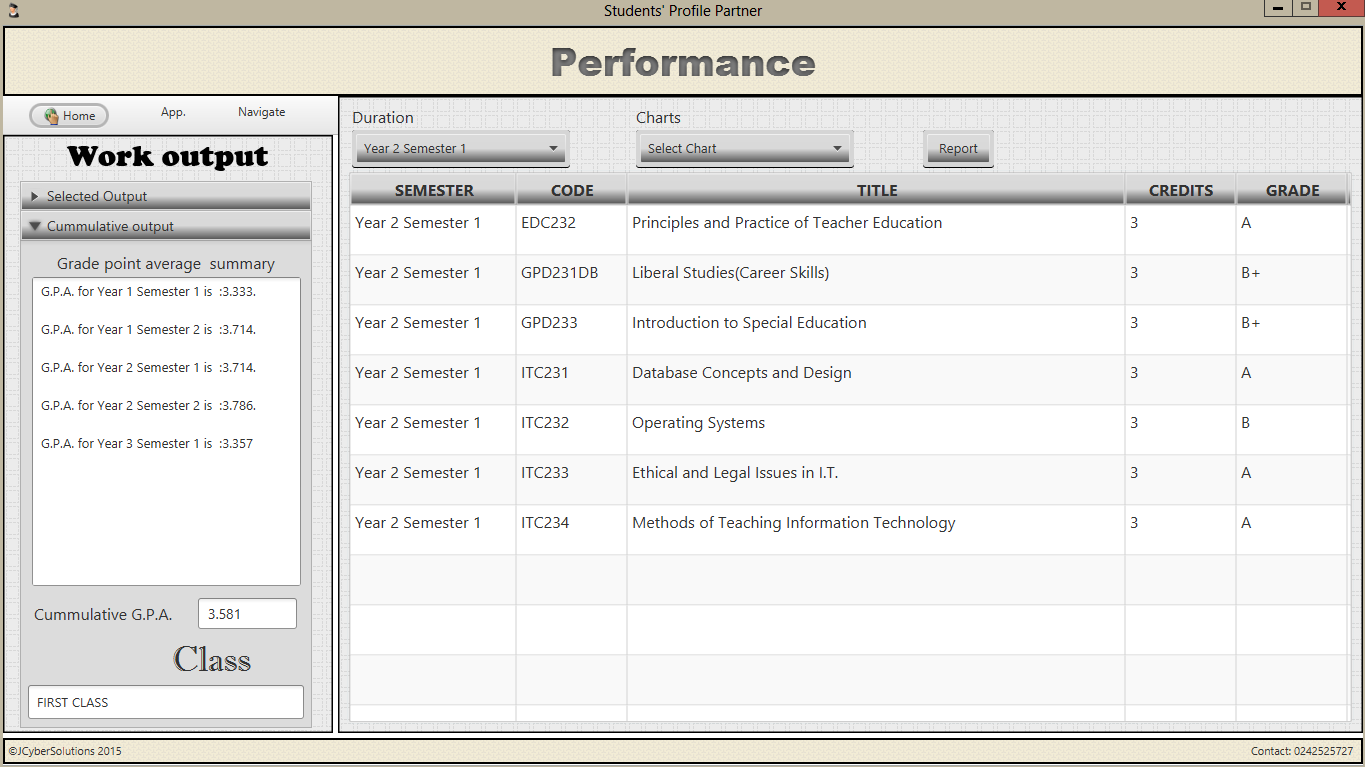 Students' Profile Partner
Performance
Home App. Navigate
Work output
Selected Output
Cummulative output
Grade point average summary
G.P.A. for Year 1 Semester 1 is :3.333.
G.P.A. for Year 1 Semester 2 is :3.714.
G.P.A. for Year 2 Semester 1 is :3.714.
G.P.A. for Year 2 Semester 2 is :3.786.
G.P.A. for Year 3 Semester 1 is :3.357
Cummulative G.P.A. 3.581
Class
FIRST CLASS
Duration Charts
Year 2 Semester 1 Select Chart Report
SEMESTER CODE TITLE CREDITS GRADE
Year 2 Semester 1 EDC232 Principles and Practice of Teacher Education 3 A
Year 2 Semester 1 GPD231DB Liberal Studies(Career Skills) 3 B+
Year 2 Semester 1 GPD233 Introduction to Special Education 3 B+
Year 2 Semester 1 ITC231 Database Concepts and Design 3 A
Year 2 Semester 1 ITC232 Operating Systems 3 B
Year 2 Semester 1 ITC233 Ethical and Legal Issues in I.T. 3 A
Year 2 Semester 1 ITC234 Methods of Teaching Information Technology 3 A
©JCyberSolutions 2015 Contact: 0242525727